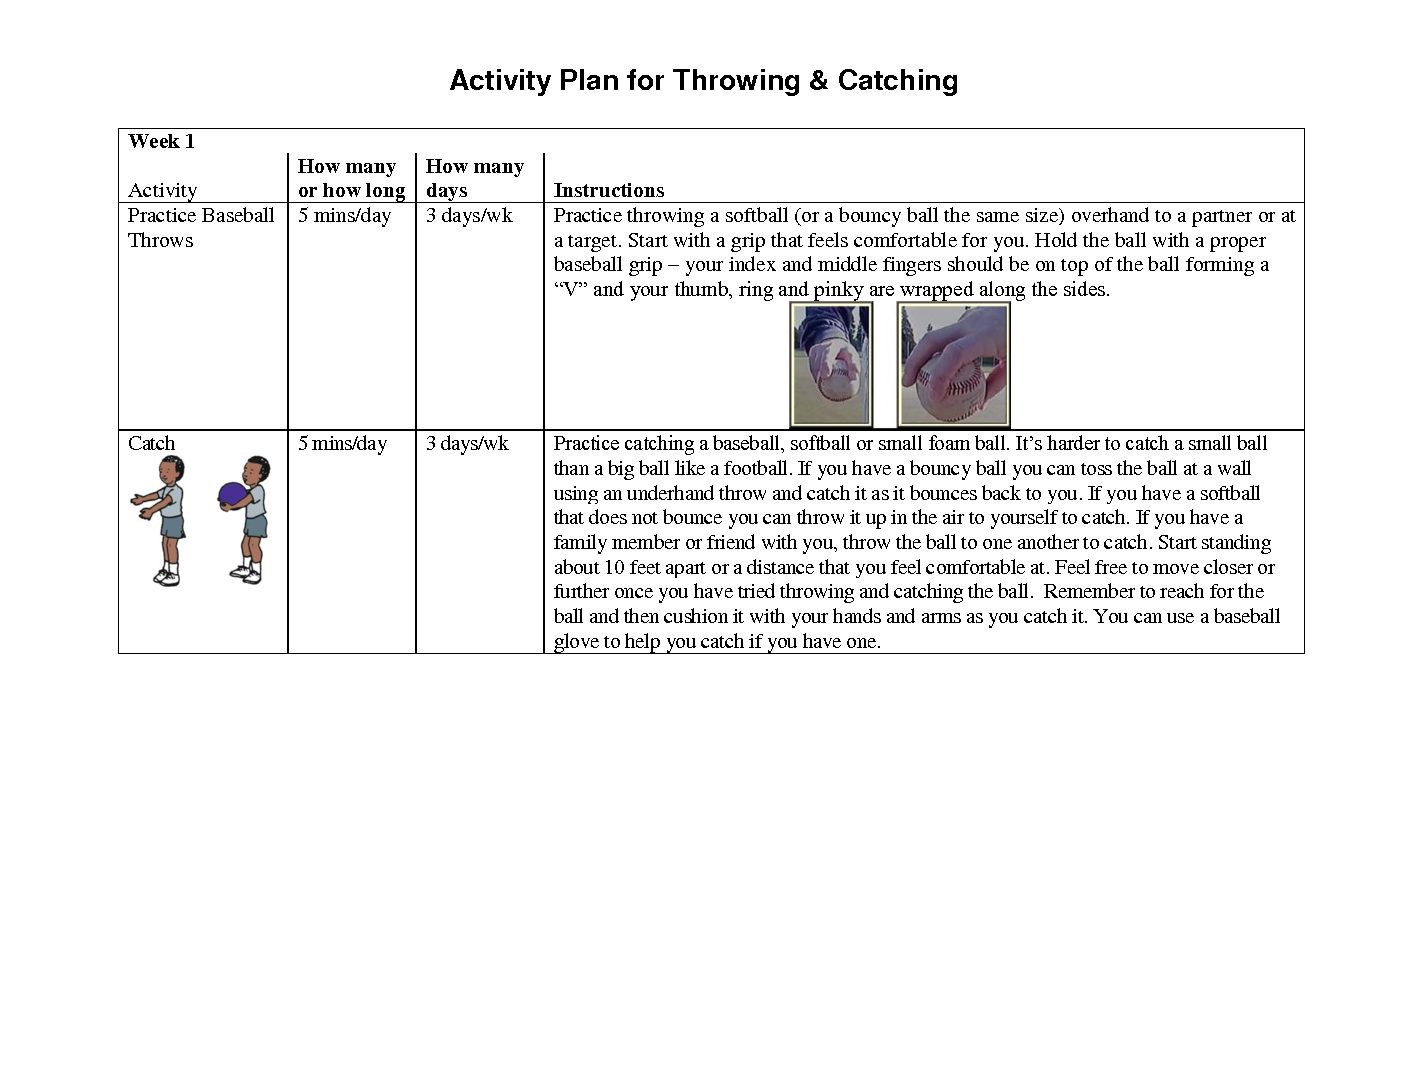 Activity Plan for Throwing & Catching
Week 1
Activity
How many
or how long
How many
days
Instructions
Practice Baseball
Throws
5 mins/day
3 days/wk
Practice throwing a softball (or a bouncy ball the same size) overhand to a partner or at
a target. Start with a grip that feels comfortable for you. Hold the ball with a proper
baseball grip – your index and middle fingers should be on top of the ball forming a
“V” and your thumb, ring and pinky are wrapped along the sides.
Catch
5 mins/day
3 days/wk
Practice catching a baseball, softball or small foam ball. It’s harder to catch a small ball
than a big ball like a football. If you have a bouncy ball you can toss the ball at a wall
using an underhand throw and catch it as it bounces back to you. If you have a softball
that does not bounce you can throw it up in the air to yourself to catch. If you have a
family member or friend with you, throw the ball to one another to catch. Start standing
about 10 feet apart or a distance that you feel comfortable at. Feel free to move closer or
further once you have tried throwing and catching the ball.  Remember to reach for the
ball and then cushion it with your hands and arms as you catch it. You can use a baseball
glove to help you catch if you have one.